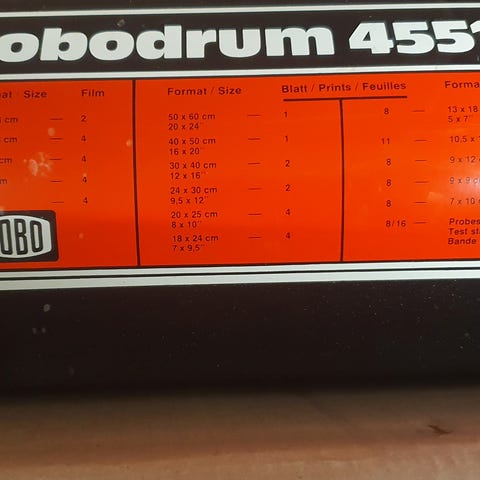 obodrum 4551
at / Size Film
cm — 2
cm — 4
cm — 4
cm — 4
— 4
OBO
Format / Size Blatt / Prints / Feuilles
50 x 60 cm — 1
20 x 24"
40 x 50 cm — 1
16 x 20"
30 x 40 cm — 2
12 x 16"
24 x 30 cm — 2
9,5 x 12"
20 x 25 cm — 4
8 x 10"
18 x 24 cm — 4
7 x 9,5"
Forma
8 — 13 x 18
5 x 7"
11 — 10.5 x
8 — 9 x 12
8 — 9 x 9
8 — 7 x 10
8/16 — Probes
Test st
Bande